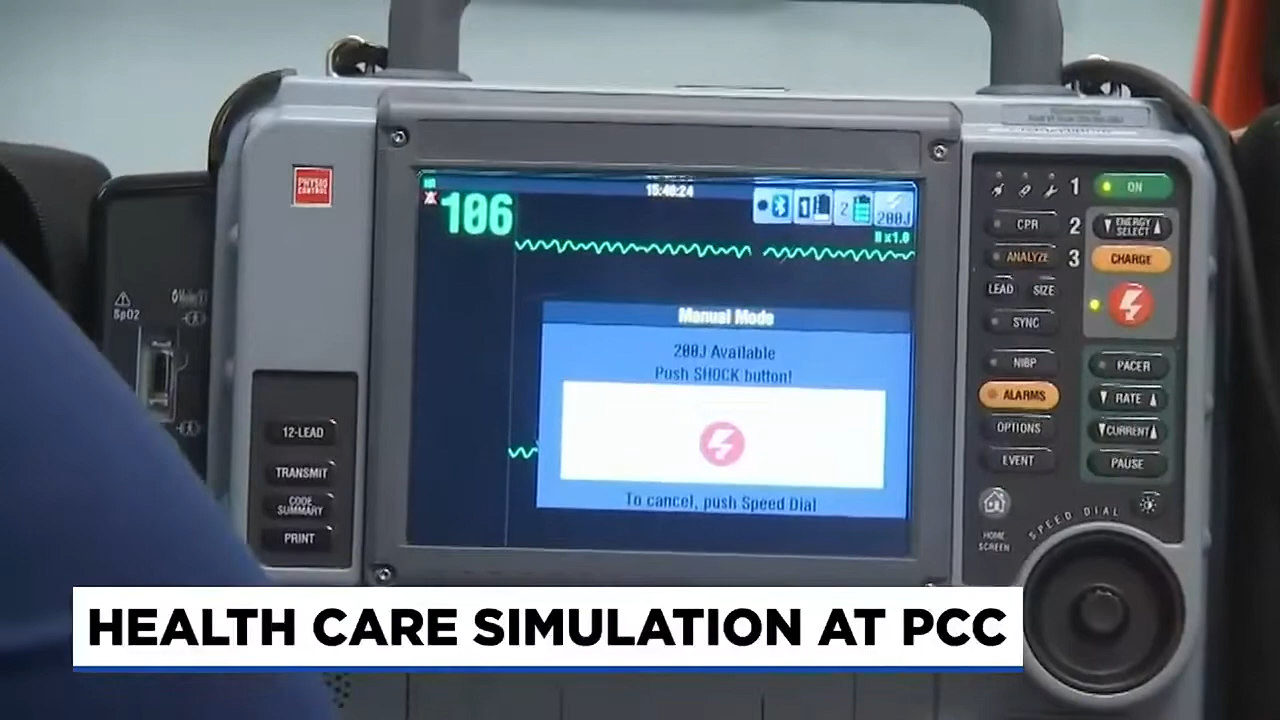 PHYSIO
CONTROL
HR
106
15:40:24
1
2
200J
II x1.0
Manual Mode
200J Available
Push SHOCK button!
To cancel, push Speed Dial
SpO2
12-LEAD
TRANSMIT
CODE
SUMMARY
PRINT
1
ON
CPR
2
ENERGY
SELECT
ANALYZE
3
CHARGE
LEAD
SIZE
SYNC
NIBP
PACER
ALARMS
RATE
OPTIONS
CURRENT
EVENT
PAUSE
HOME
SCREEN
SPEED DIAL
HEALTH CARE SIMULATION AT PCC